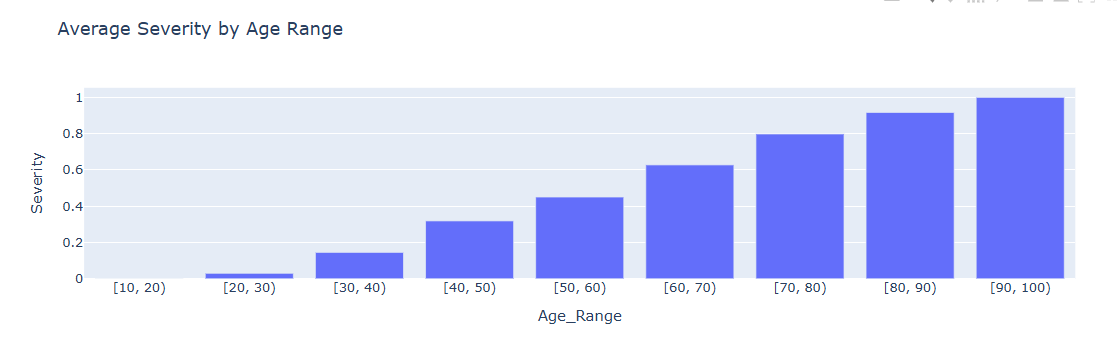 Average Severity by Age Range
1
0.8
0.6
0.4
0.2
0
Severity
[10, 20) [20, 30) [30, 40) [40, 50) [50, 60) [60, 70) [70, 80) [80, 90) [90, 100)
Age_Range